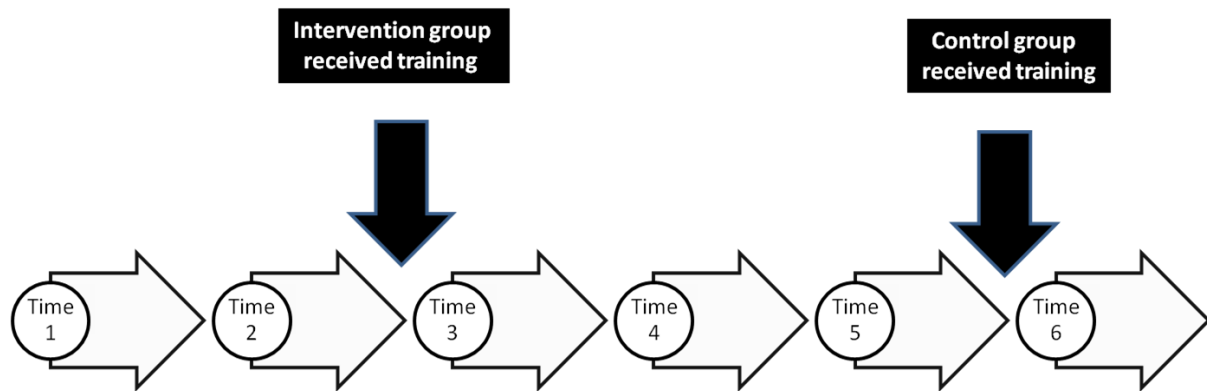 Intervention group
received training
Control group
received training
Time
1
Time
2
Time
3
Time
4
Time
5
Time
6